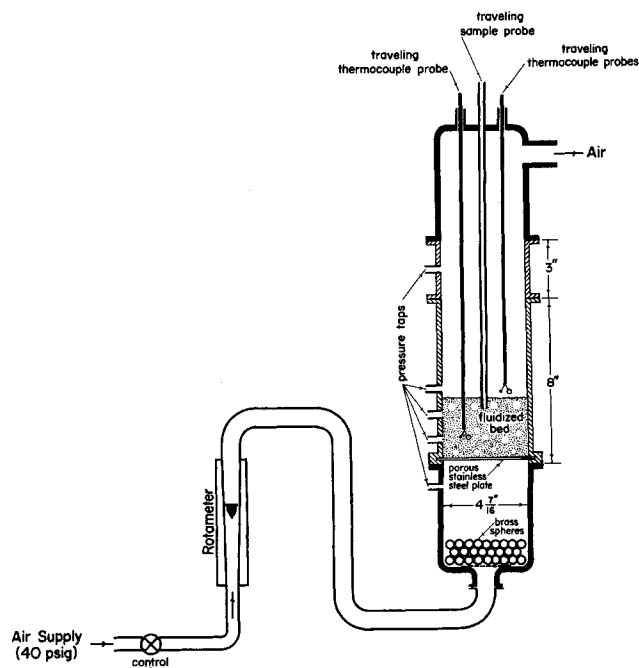 traveling
sample probe
traveling
thermocouple probe
traveling
thermocouple probes
Air
3"
pressure taps
8"
fluidized
bed
porous
stainless
steel plate
4 7/16"
brass
spheres
Rotameter
Air Supply
(40 psig)
control